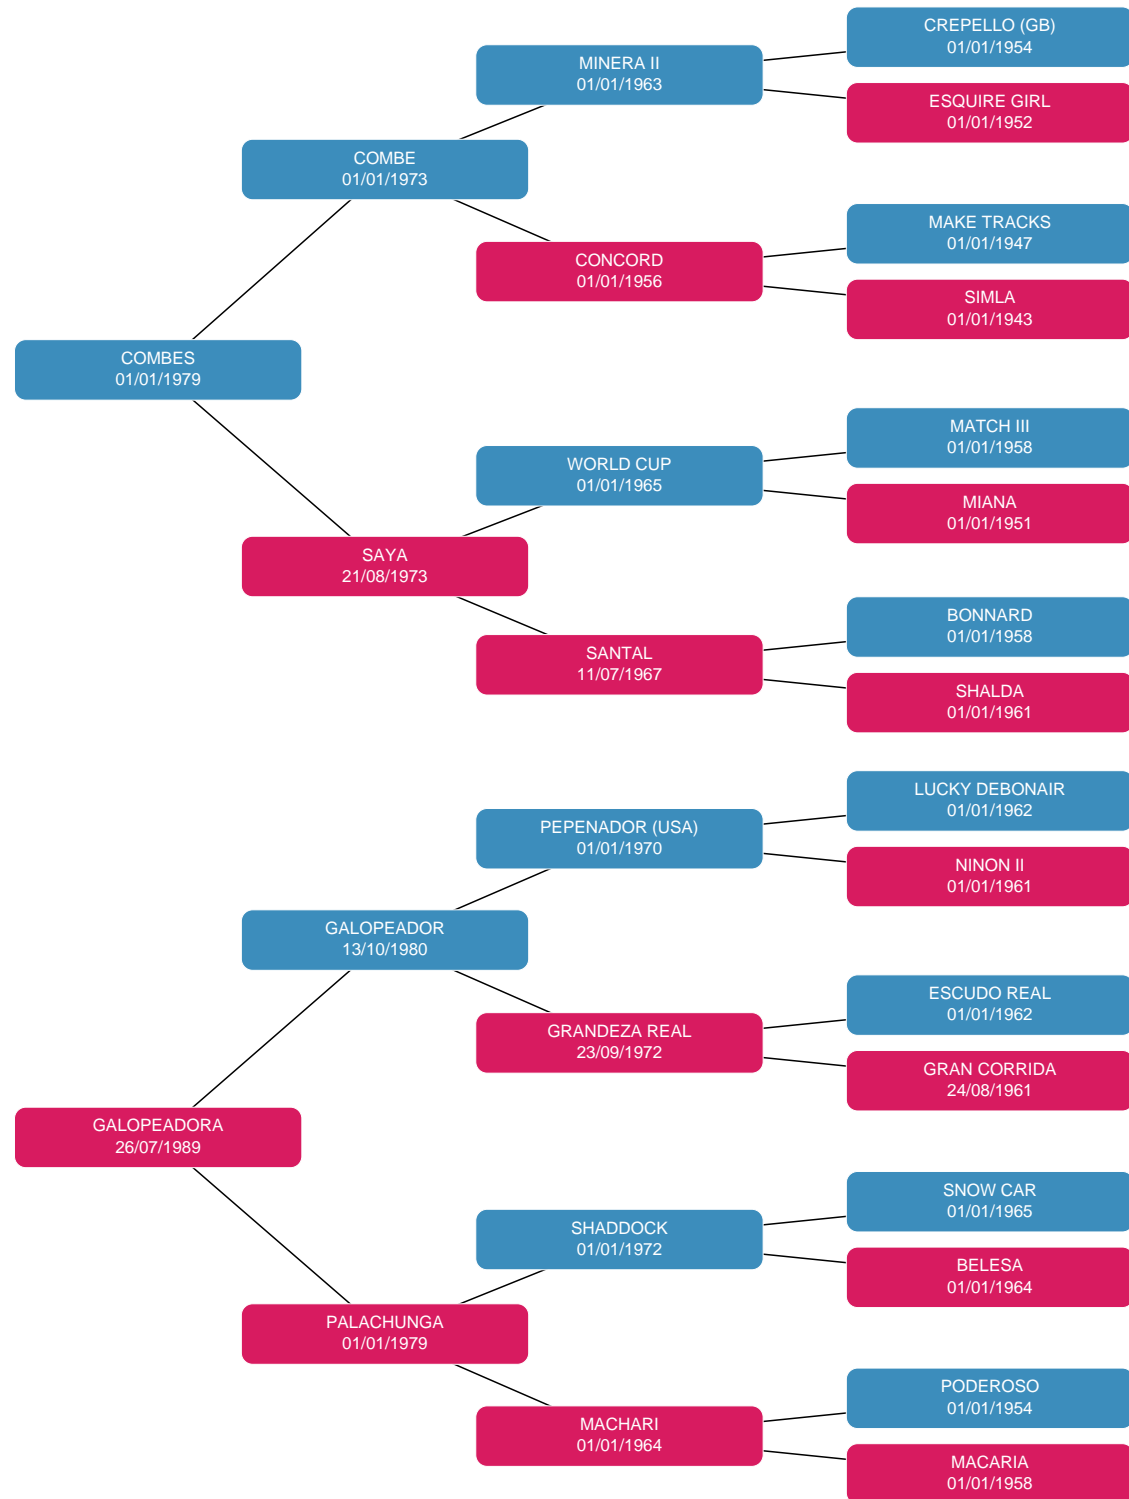 CREPELLO (GB)
01/01/1954
MINERA II
01/01/1963
ESQUIRE GIRL
01/01/1952
COMBE
01/01/1973
MAKE TRACKS
01/01/1947
CONCORD
01/01/1956
SIMLA
01/01/1943
COMBES
01/01/1979
MATCH III
01/01/1958
WORLD CUP
01/01/1965
MIANA
01/01/1951
SAYA
21/08/1973
BONNARD
01/01/1958
SANTAL
11/07/1967
SHALDA
01/01/1961
LUCKY DEBONAIR
01/01/1962
PEPENADOR (USA)
01/01/1970
NINON II
01/01/1961
GALOPEADOR
13/10/1980
ESCUDO REAL
01/01/1962
GRANDEZA REAL
23/09/1972
GRAN CORRIDA
24/08/1961
GALOPEADORA
26/07/1989
SNOW CAR
01/01/1965
SHADDOCK
01/01/1972
BELESA
01/01/1964
PALACHUNGA
01/01/1979
PODEROSO
01/01/1954
MACHARI
01/01/1964
MACARIA
01/01/1958